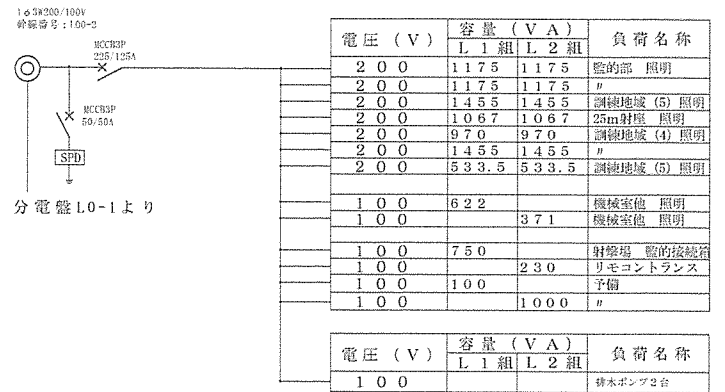 1φ3W200/100V
幹線番号:L00-2
MCCB3P
225/125A
MCCB3P
50/50A
SPD
分電盤L0-1より
電圧(V) 容量(VA) 負荷名称
L1組 L2組
200 1175 1175 監的部 照明
200 1175 1175 〃
200 1455 1455 訓練地域(5)照明
200 1067 1067 25m射座 照明
200 970 970 訓練地域(4)照明
200 1455 1455 〃
200 533.5 533.5 訓練地域(5)照明
100 622 機械室他 照明
100 371 機械室他 照明
100 750 射撃場 監的接続箱
100 230 リモコントランス
100 100 予備
100 1000 〃
電圧(V) 容量(VA) 負荷名称
L1組 L2組
100 排水ポンプ2台